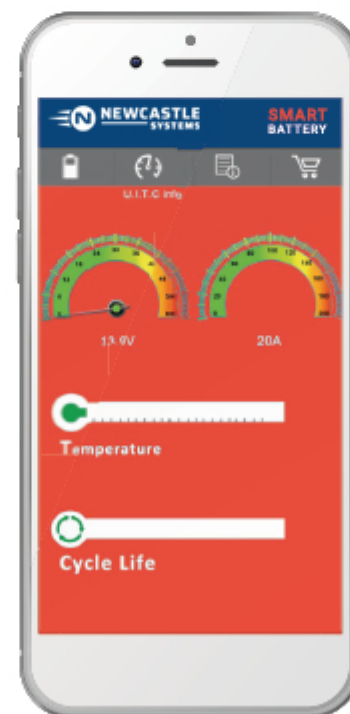 NEWCASTLE
SYSTEMS
SMART
BATTERY
U.I.T.C info
13.9V
20A
Temperature
Cycle Life